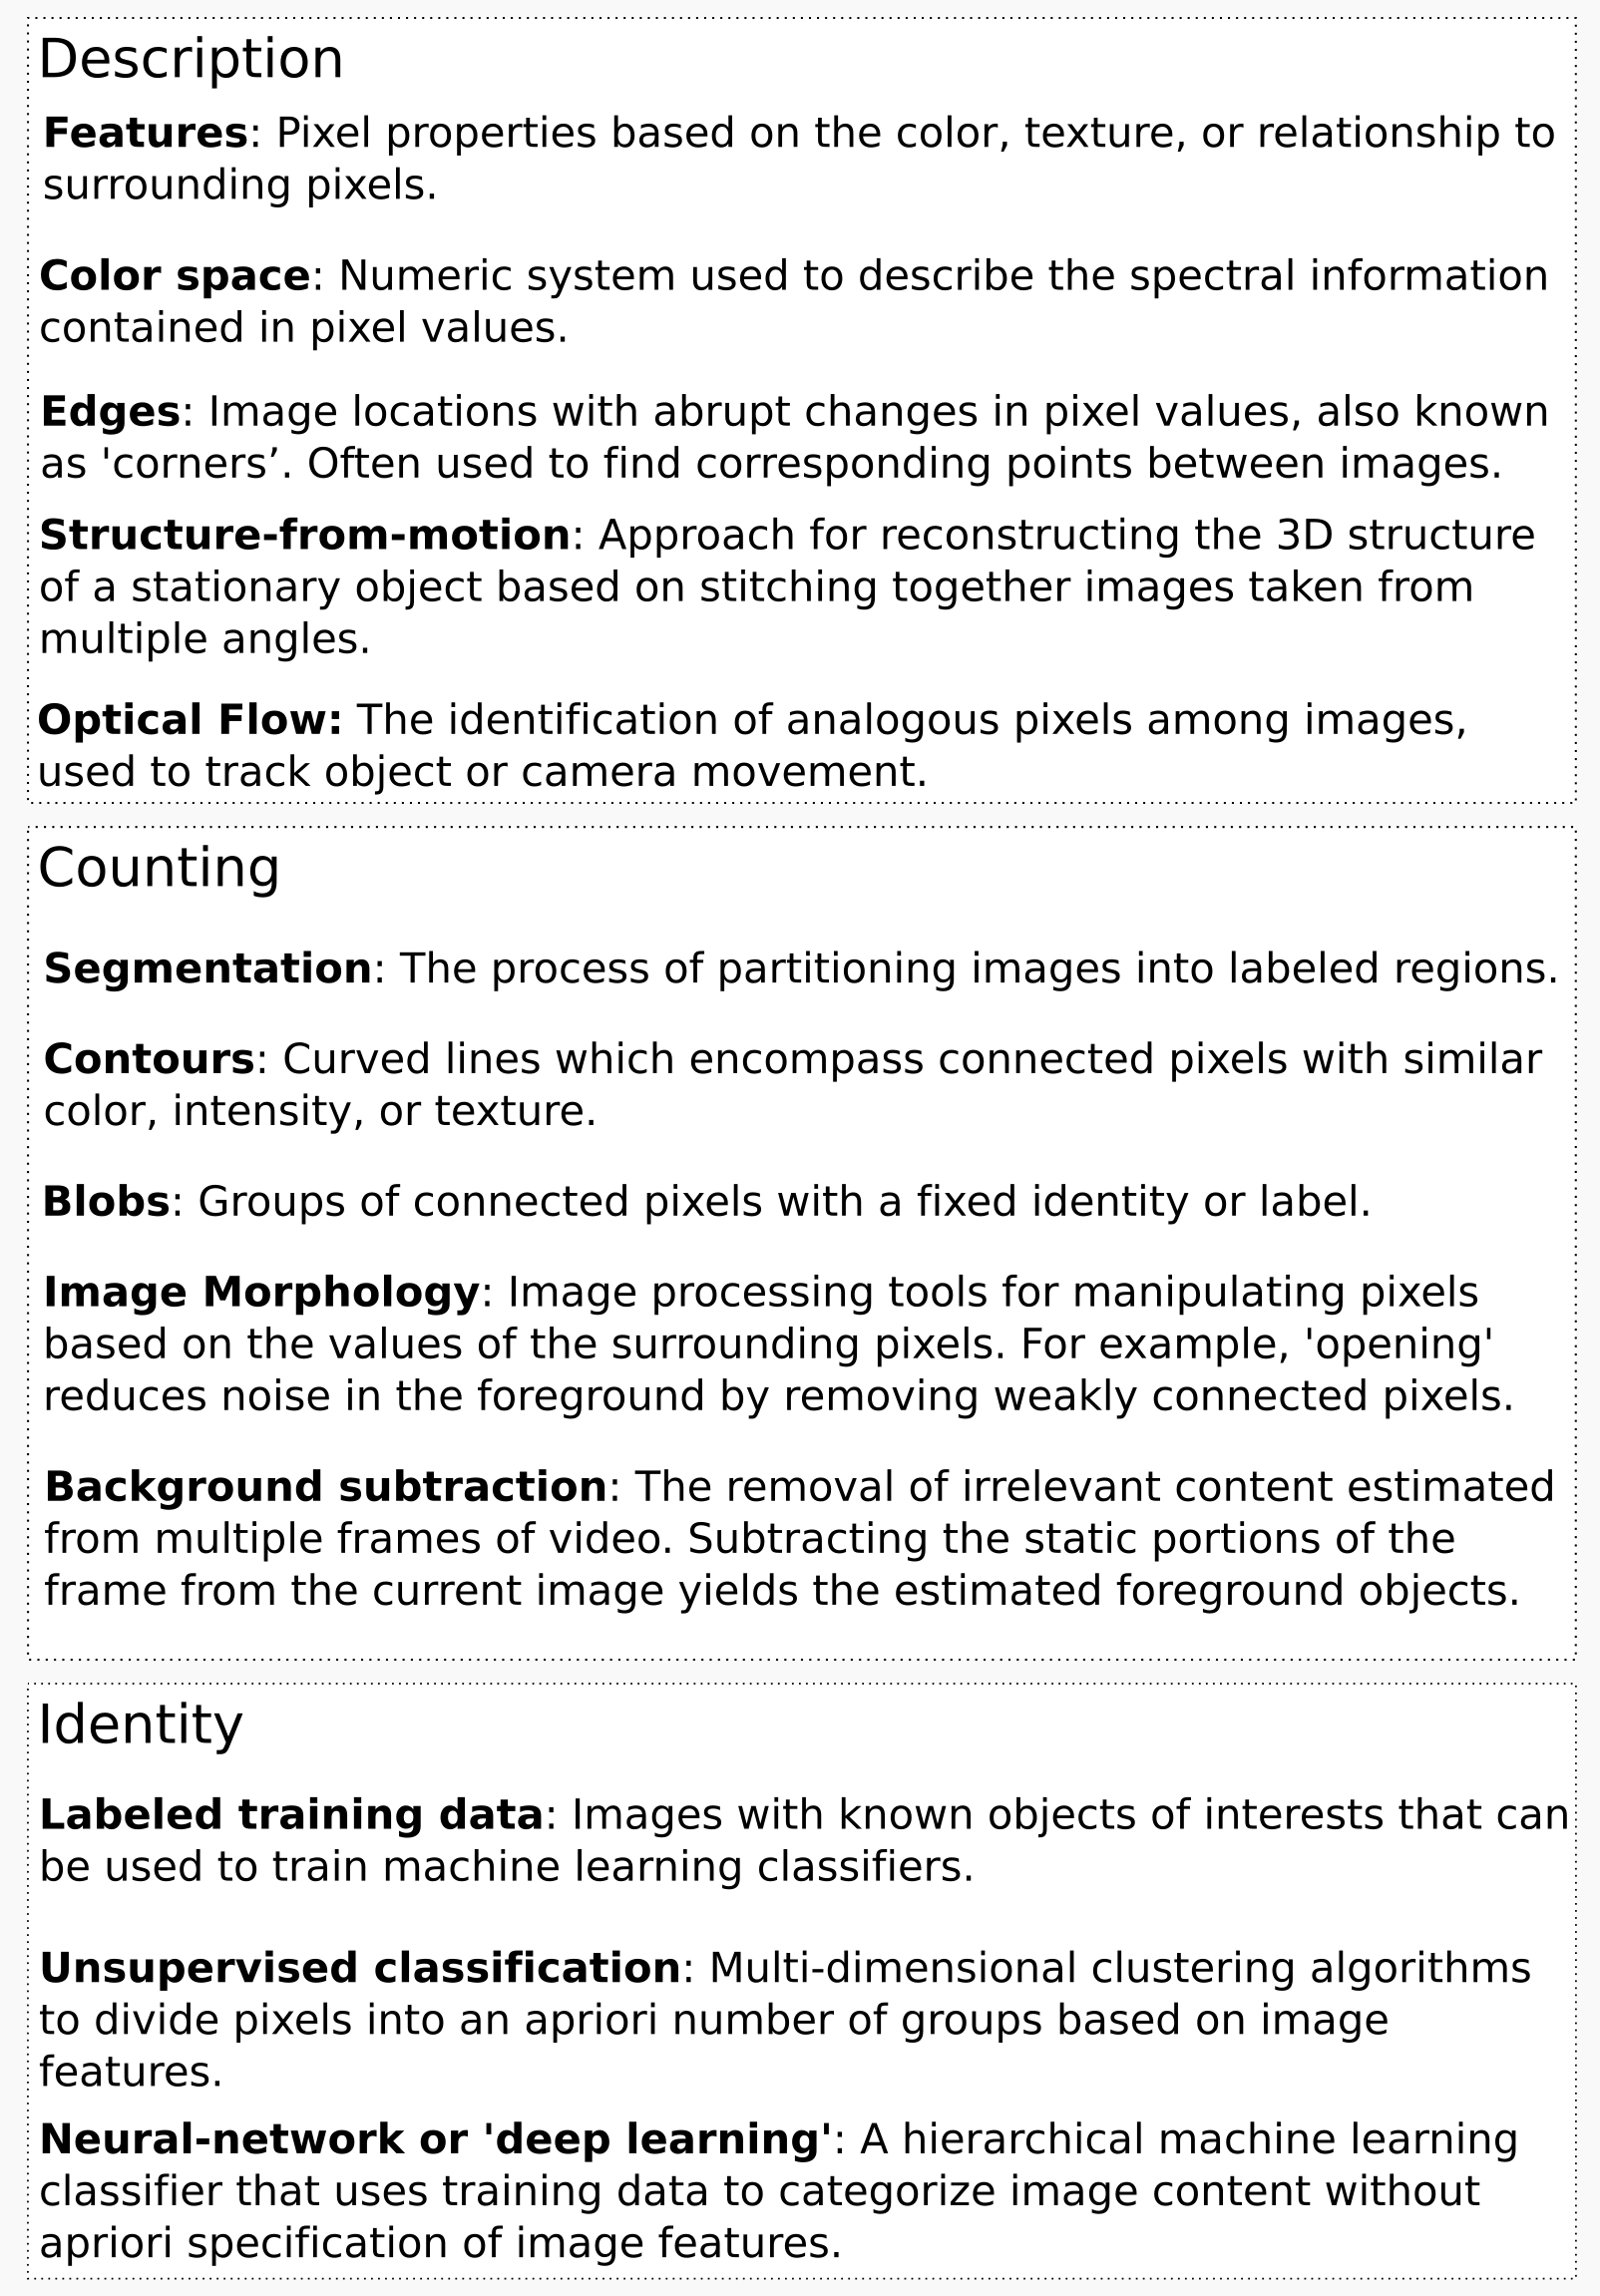 Description
Features: Pixel properties based on the color, texture, or relationship to
surrounding pixels.
Color space: Numeric system used to describe the spectral information
contained in pixel values.
Edges: Image locations with abrupt changes in pixel values, also known
as 'corners’. Often used to find corresponding points between images.
Structure-from-motion: Approach for reconstructing the 3D structure
of a stationary object based on stitching together images taken from
multiple angles.
Optical Flow: The identification of analogous pixels among images,
used to track object or camera movement.
Counting
Segmentation: The process of partitioning images into labeled regions.
Contours: Curved lines which encompass connected pixels with similar
color, intensity, or texture.
Blobs: Groups of connected pixels with a fixed identity or label.
Image Morphology: Image processing tools for manipulating pixels
based on the values of the surrounding pixels. For example, 'opening'
reduces noise in the foreground by removing weakly connected pixels.
Background subtraction: The removal of irrelevant content estimated
from multiple frames of video. Subtracting the static portions of the
frame from the current image yields the estimated foreground objects.
Identity
Labeled training data: Images with known objects of interests that can
be used to train machine learning classifiers.
Unsupervised classification: Multi-dimensional clustering algorithms
to divide pixels into an apriori number of groups based on image
features.
Neural-network or 'deep learning': A hierarchical machine learning
classifier that uses training data to categorize image content without
apriori specification of image features.